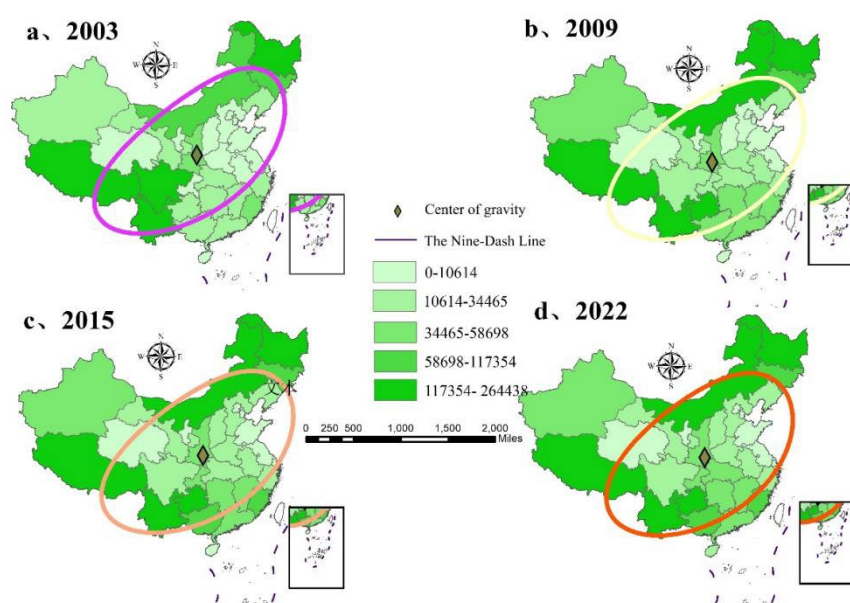 a、2003
N
W E
S
b、2009
N
W E
S
Center of gravity
The Nine-Dash Line
0-10614
10614-34465
34465-58698
58698-117354
117354-264438
c、2015
N
W E
S
d、2022
N
W E
S
0 250 500 1,000 1,500 2,000
Miles